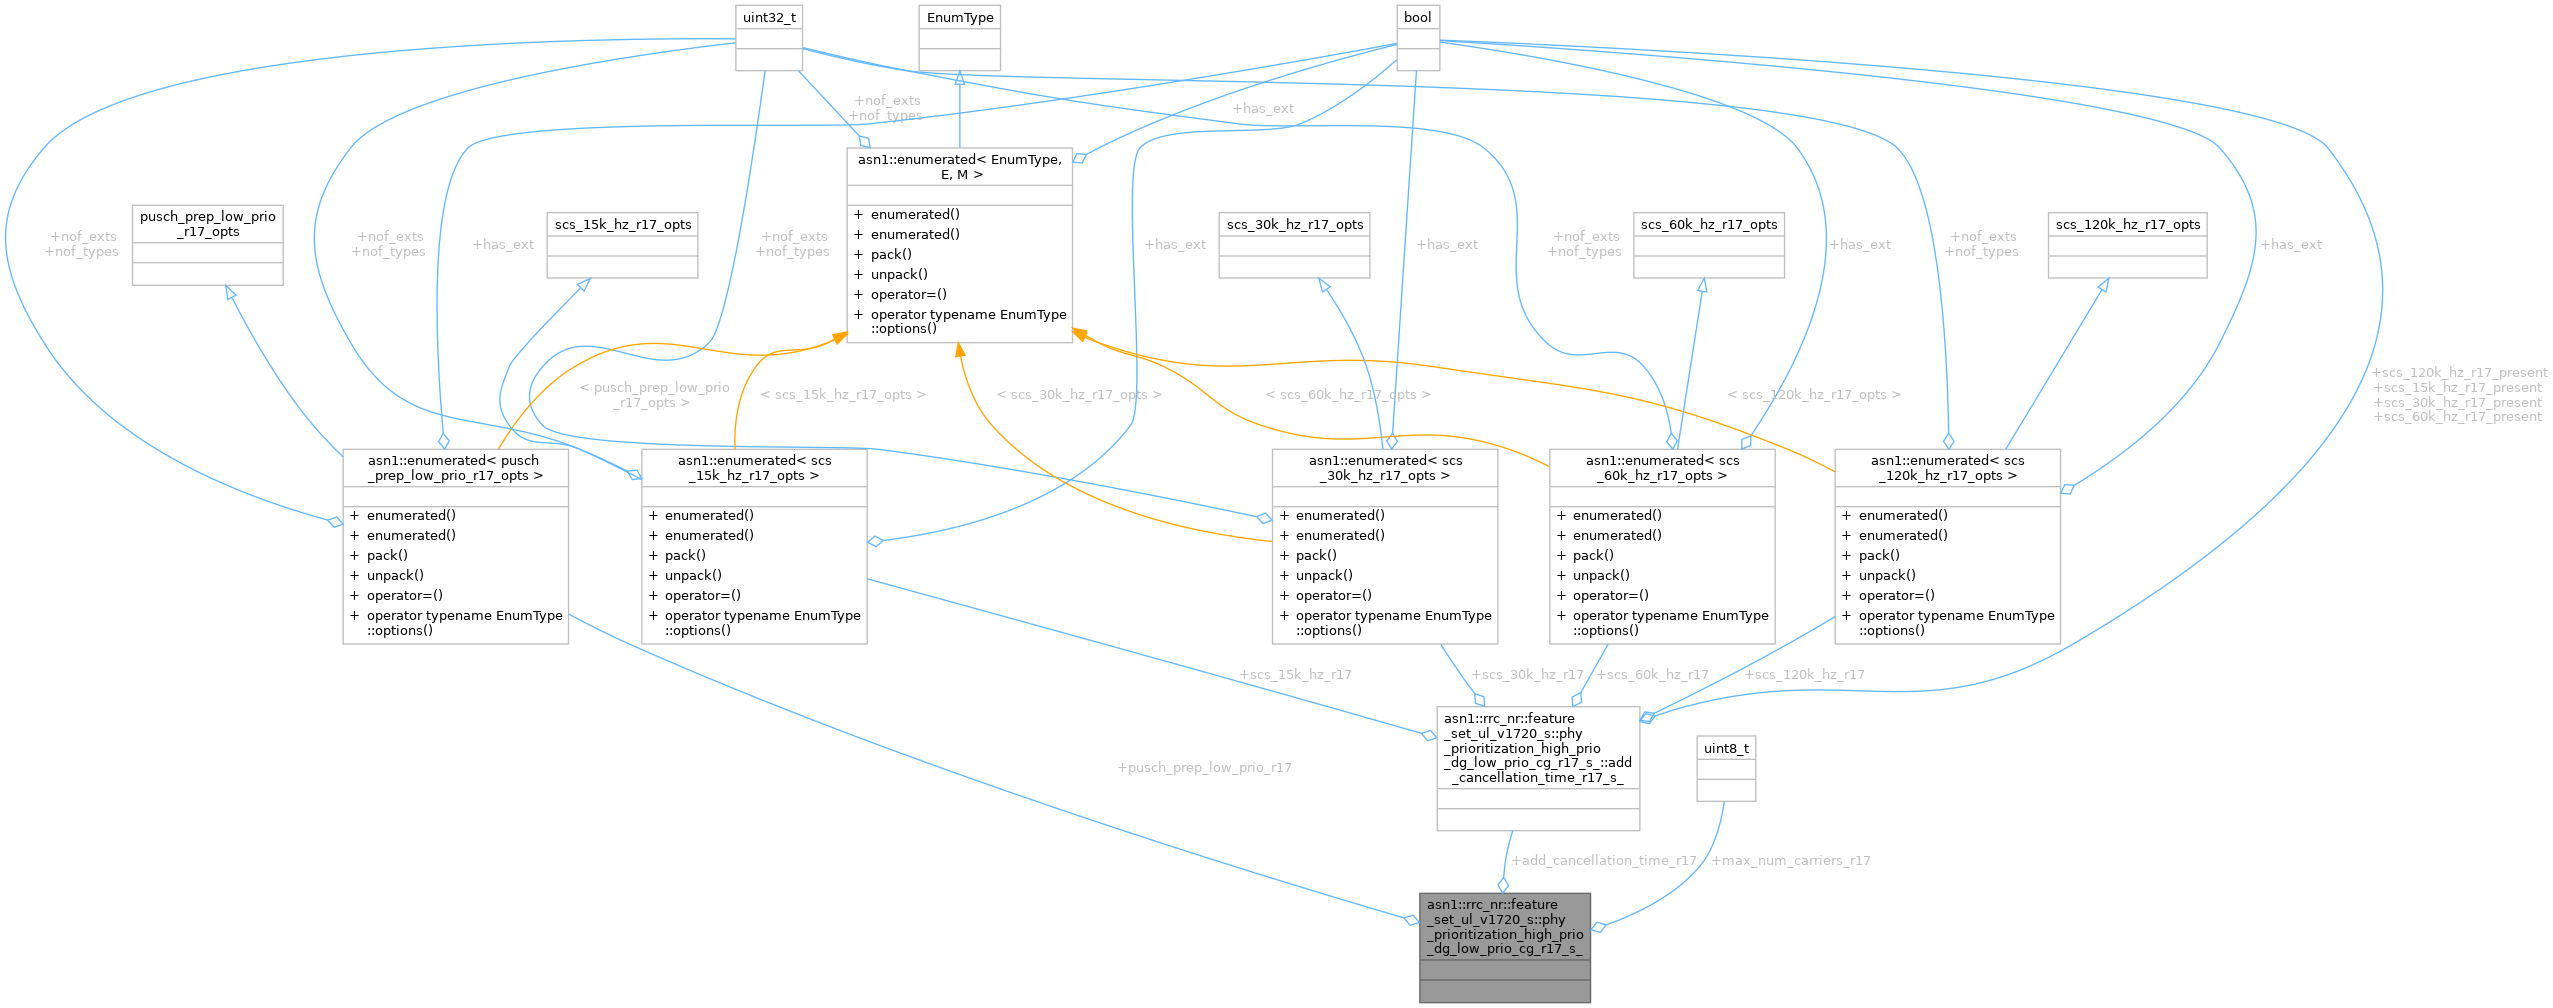 uint32_t
EnumType
bool
+nof_exts
+nof_types
+has_ext
asn1::enumerated< EnumType,
E, M >
+ enumerated()
+ enumerated()
+ pack()
+ unpack()
+ operator=()
+ operator typename EnumType
::options()
pusch_prep_low_prio
_r17_opts
scs_15k_hz_r17_opts
scs_30k_hz_r17_opts
scs_60k_hz_r17_opts
scs_120k_hz_r17_opts
+nof_exts
+nof_types
+nof_exts
+nof_types
+has_ext
+nof_exts
+nof_types
+has_ext
+has_ext
+nof_exts
+nof_types
+has_ext
+nof_exts
+nof_types
+has_ext
< pusch_prep_low_prio
_r17_opts >
< scs_15k_hz_r17_opts >
< scs_30k_hz_r17_opts >
< scs_60k_hz_r17_opts >
< scs_120k_hz_r17_opts >
+scs_120k_hz_r17_present
+scs_15k_hz_r17_present
+scs_30k_hz_r17_present
+scs_60k_hz_r17_present
asn1::enumerated< pusch
_prep_low_prio_r17_opts >
+ enumerated()
+ enumerated()
+ pack()
+ unpack()
+ operator=()
+ operator typename EnumType
::options()
asn1::enumerated< scs
_15k_hz_r17_opts >
+ enumerated()
+ enumerated()
+ pack()
+ unpack()
+ operator=()
+ operator typename EnumType
::options()
asn1::enumerated< scs
_30k_hz_r17_opts >
+ enumerated()
+ enumerated()
+ pack()
+ unpack()
+ operator=()
+ operator typename EnumType
::options()
asn1::enumerated< scs
_60k_hz_r17_opts >
+ enumerated()
+ enumerated()
+ pack()
+ unpack()
+ operator=()
+ operator typename EnumType
::options()
asn1::enumerated< scs
_120k_hz_r17_opts >
+ enumerated()
+ enumerated()
+ pack()
+ unpack()
+ operator=()
+ operator typename EnumType
::options()
+scs_15k_hz_r17
+scs_30k_hz_r17
+scs_60k_hz_r17
+scs_120k_hz_r17
asn1::rrc_nr::feature
_set_ul_v1720_s::phy
_prioritization_high_prio
_dg_low_prio_cg_r17_s_::add
_cancellation_time_r17_s_
uint8_t
+pusch_prep_low_prio_r17
+add_cancellation_time_r17
+max_num_carriers_r17
asn1::rrc_nr::feature
_set_ul_v1720_s::phy
_prioritization_high_prio
_dg_low_prio_cg_r17_s_